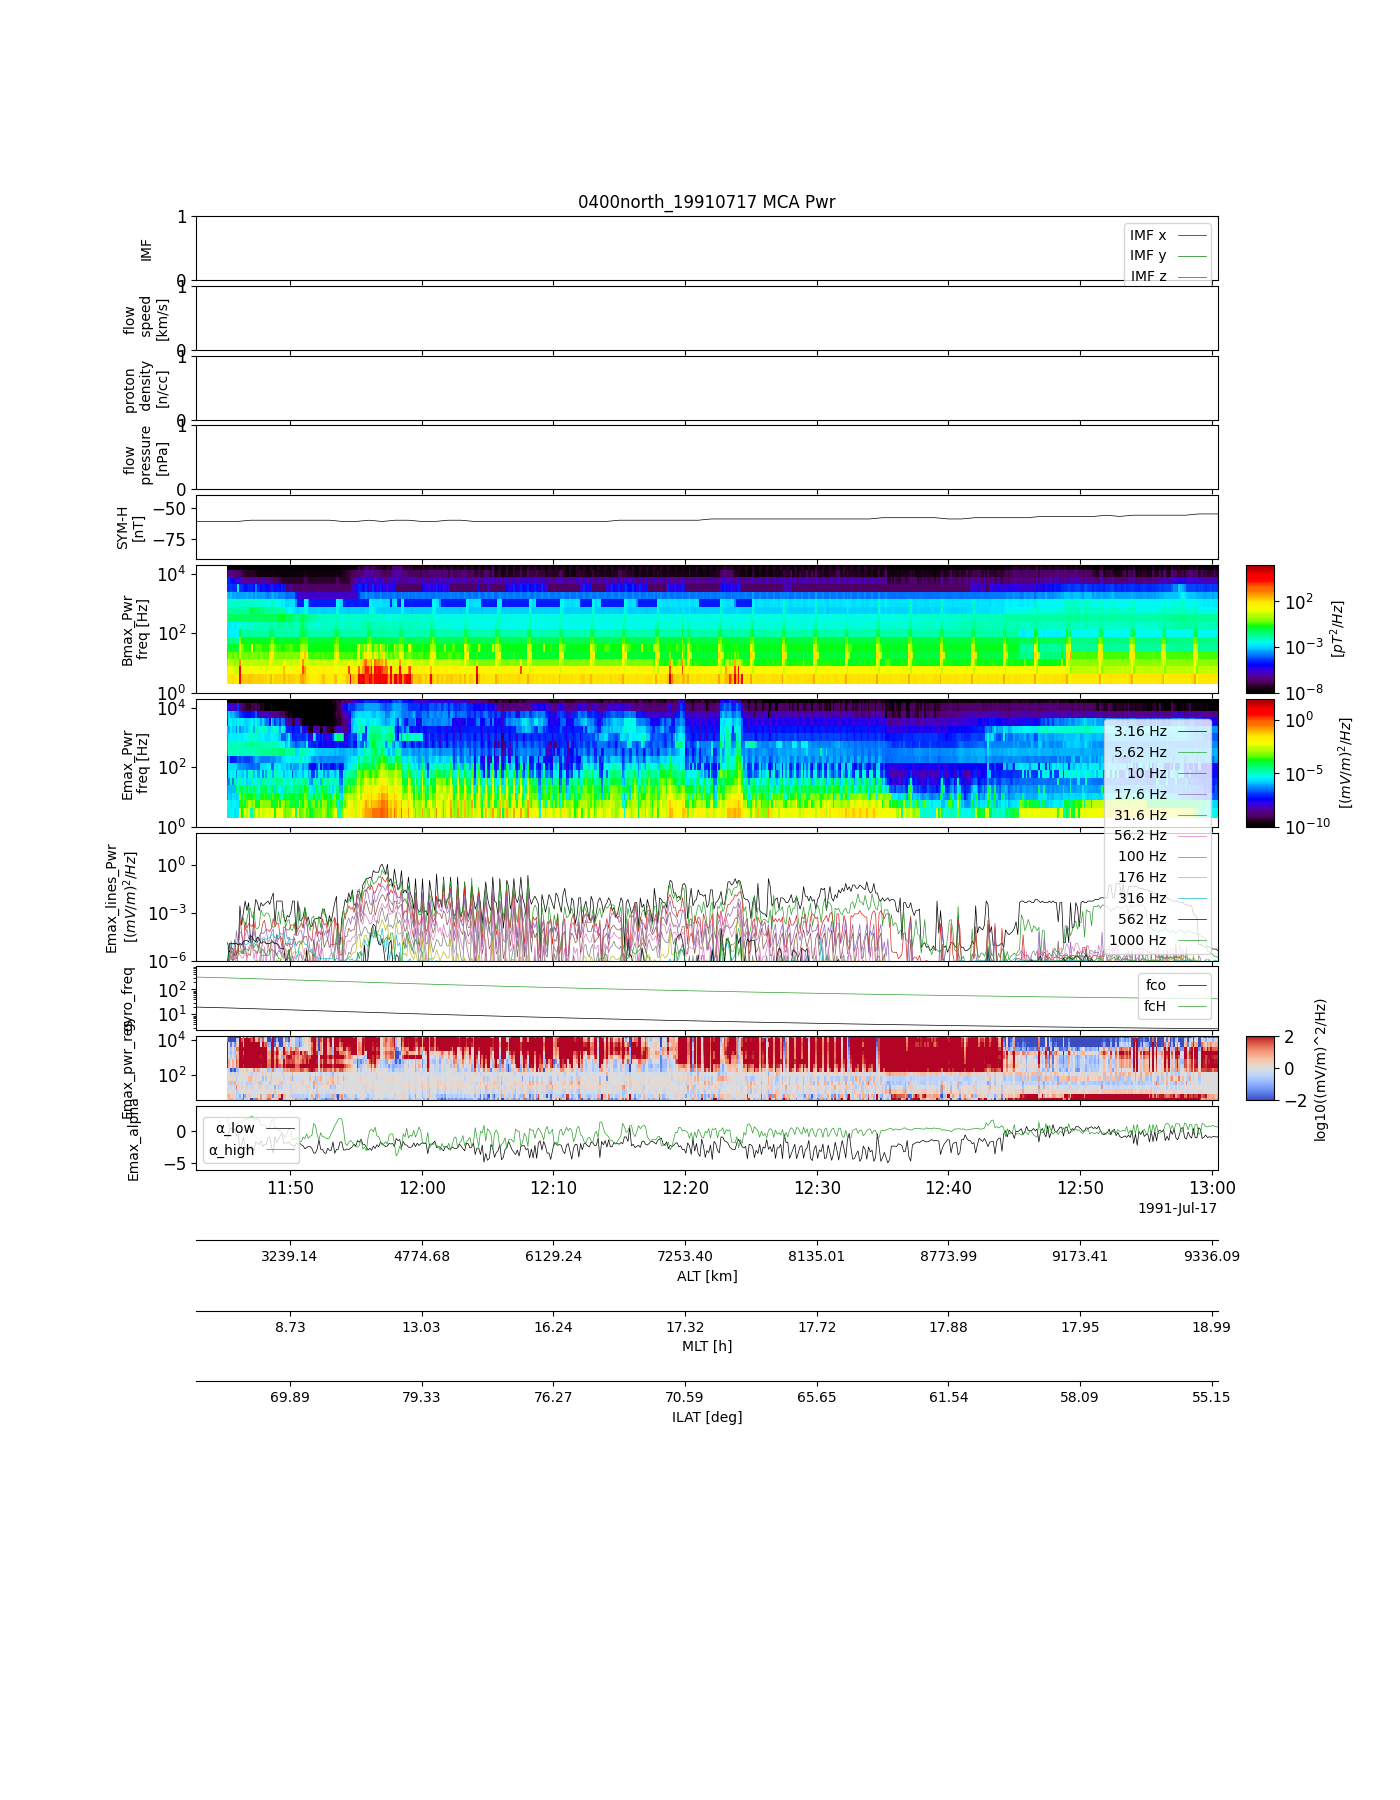 0400north_19910717 MCA Pwr
1
0
IMF
IMF x
IMF y
IMF z
1
0
flow
speed
[km/s]
1
0
proton
density
[n/cc]
1
0
flow
pressure
[nPa]
−50
−75
SYM-H
[nT]
10^4
10^2
10^0
Bmax_Pwr
freq [Hz]
10^2
10^−3
10^−8
[pT^2/Hz]
10^4
10^2
10^0
Emax_Pwr
freq [Hz]
10^0
10^−5
10^−10
[(mV/m)^2/Hz]
3.16 Hz
5.62 Hz
10 Hz
17.6 Hz
31.6 Hz
56.2 Hz
100 Hz
176 Hz
316 Hz
562 Hz
1000 Hz
10^0
10^−3
10^−6
Emax_lines_Pwr
[(mV/m)^2/Hz]
10^2
10^1
gyro_freq
fco
fcH
10^4
10^2
Emax_pwr_reg
2
0
−2
log10((mV/m)^2/Hz)
0
−5
Emax_alpha
α_low
α_high
11:50 12:00 12:10 12:20 12:30 12:40 12:50 13:00
1991-Jul-17
3239.14 4774.68 6129.24 7253.40 8135.01 8773.99 9173.41 9336.09
ALT [km]
8.73 13.03 16.24 17.32 17.72 17.88 17.95 18.99
MLT [h]
69.89 79.33 76.27 70.59 65.65 61.54 58.09 55.15
ILAT [deg]